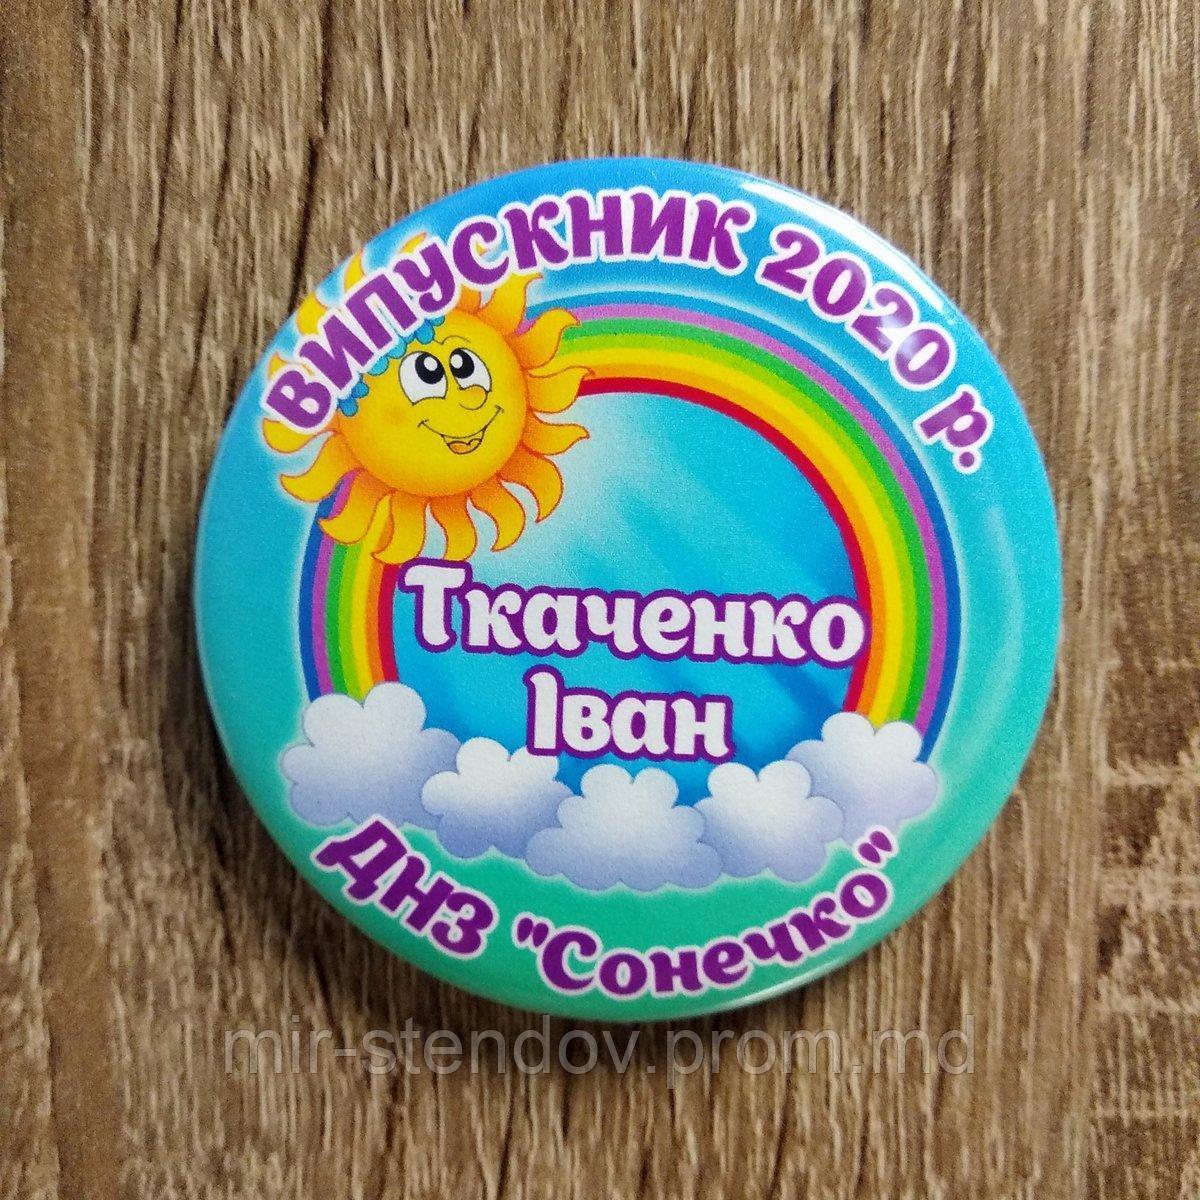 Випускник 2020 р.
Ткаченко
Іван
ДНЗ "Сонечко"
mir-stendov.prom.md